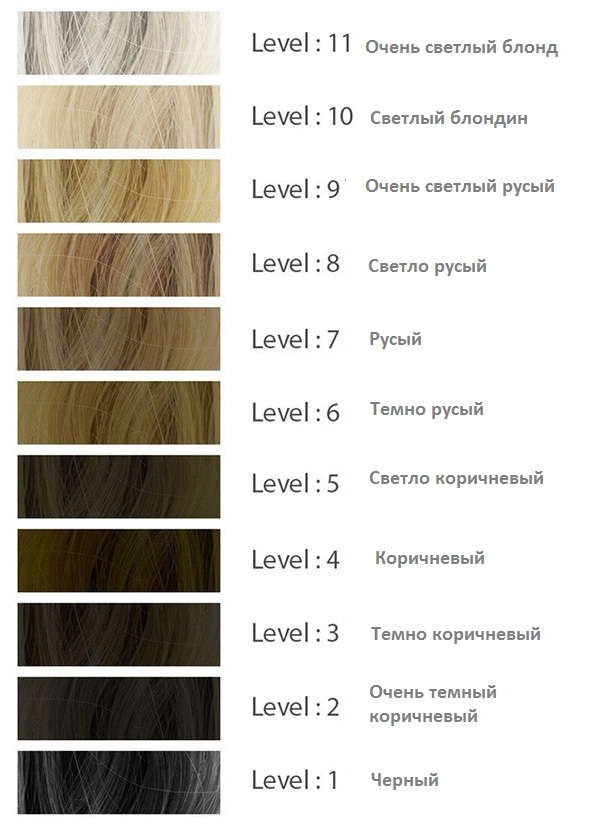 Level : 11 Очень светлый блонд
Level : 10 Светлый блондин
Level : 9 Очень светлый русый
Level : 8 Светло русый
Level : 7 Русый
Level : 6 Темно русый
Level : 5 Светло коричневый
Level : 4 Коричневый
Level : 3 Темно коричневый
Level : 2 Очень темный
коричневый
Level : 1 Черный